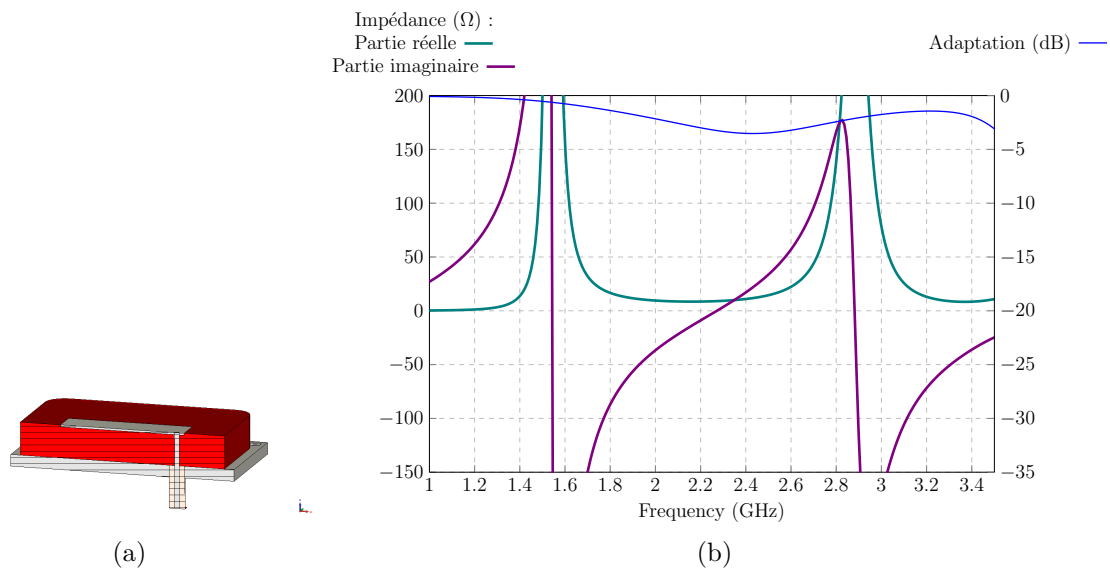 Impédance (Ω) :
Partie réelle
Partie imaginaire
Adaptation (dB)
200
150
100
50
0
−50
−100
−150
0
−5
−10
−15
−20
−25
−30
−35
1 1.2 1.4 1.6 1.8 2 2.2 2.4 2.6 2.8 3 3.2 3.4
Frequency (GHz)
(a)
(b)